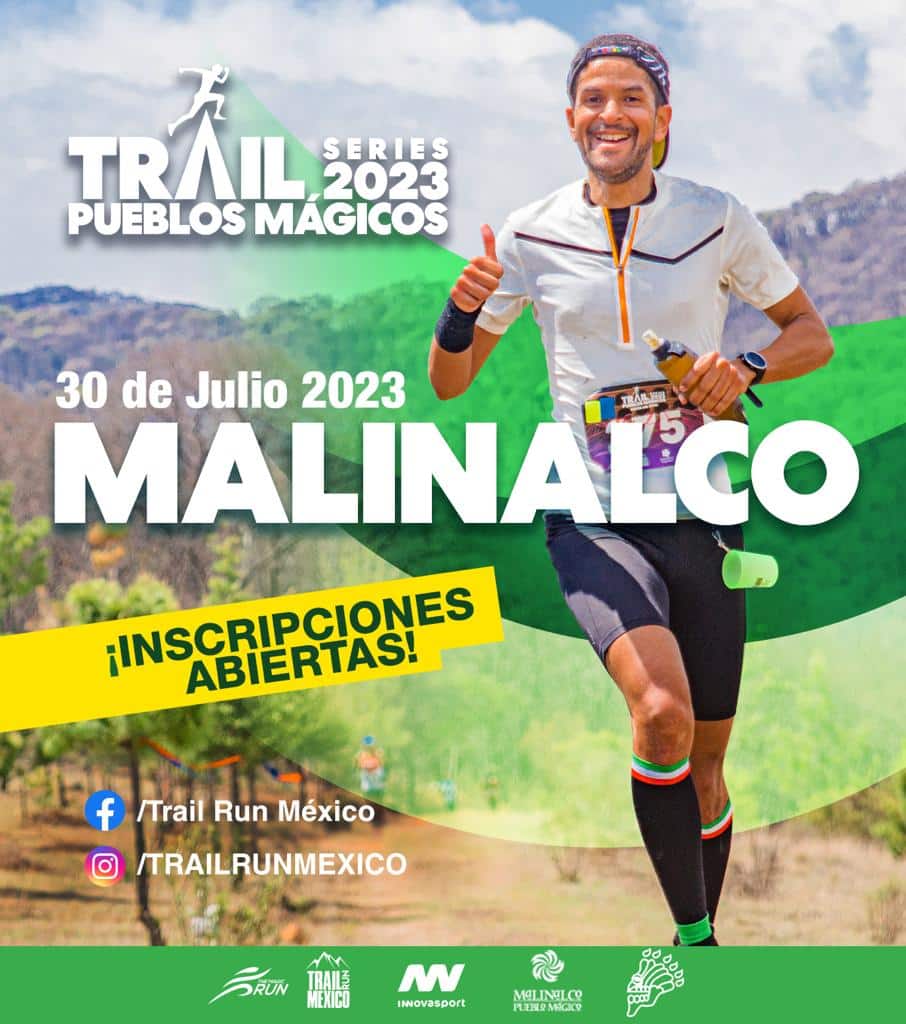 TRAIL SERIES 2023
PUEBLOS MÁGICOS
30 de Julio 2023
MALINALCO
¡INSCRIPCIONES
ABIERTAS!
/Trail Run México
/TRAILRUNMEXICO
RUN
TRAIL RUN
MÉXICO
INNOVASPORT
MALINALCO
PUEBLO MÁGICO